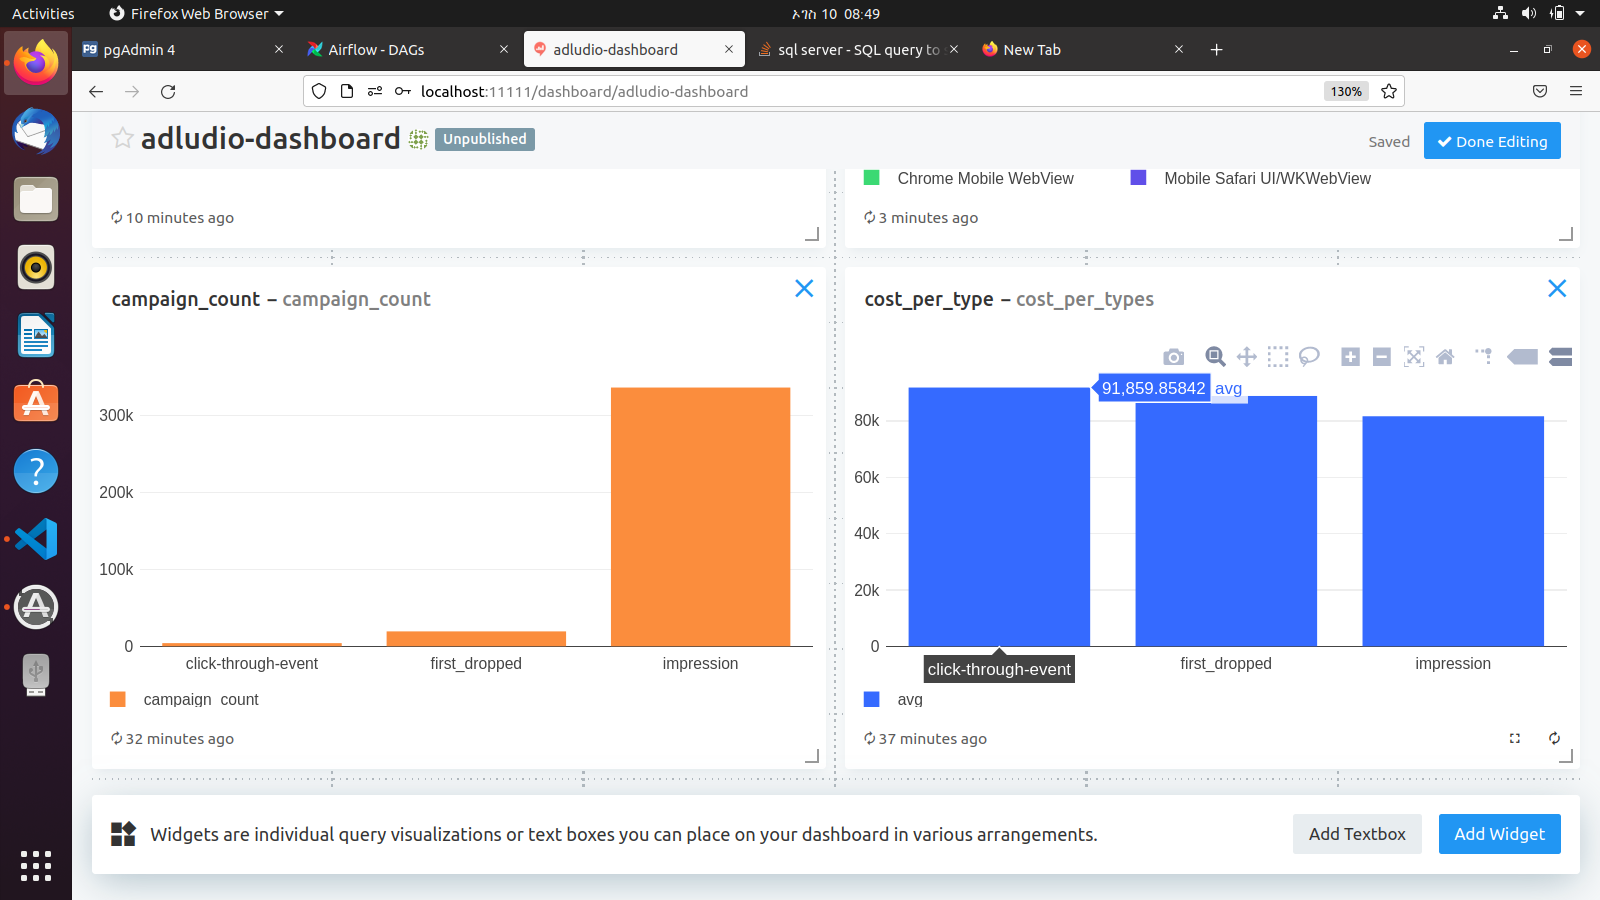 Activities
Firefox Web Browser
ኦገስ 10 08:49
pgAdmin 4
Airflow - DAGs
adludio-dashboard
sql server - SQL query to
New Tab
localhost:11111/dashboard/adludio-dashboard
130%
adludio-dashboard
Unpublished
Saved
Done Editing
10 minutes ago
Chrome Mobile WebView
Mobile Safari UI/WKWebView
3 minutes ago
campaign_count – campaign_count
300k
200k
100k
0
click-through-event
first_dropped
impression
campaign_count
32 minutes ago
cost_per_type – cost_per_types
91,859.85842
avg
80k
60k
40k
20k
0
click-through-event
first_dropped
impression
avg
37 minutes ago
Widgets are individual query visualizations or text boxes you can place on your dashboard in various arrangements.
Add Textbox
Add Widget